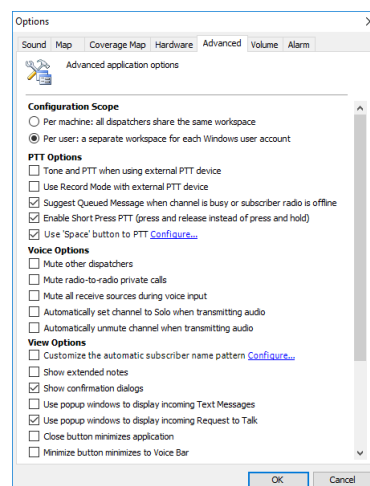 Options
Sound Map Coverage Map Hardware Advanced Volume Alarm
Advanced application options
Configuration Scope
Per machine: all dispatchers share the same workspace
Per user: a separate workspace for each Windows user account
PTT Options
Tone and PTT when using external PTT device
Use Record Mode with external PTT device
Suggest Queued Message when channel is busy or subscriber radio is offline
Enable Short Press PTT (press and release instead of press and hold)
Use 'Space' button to PTT Configure...
Voice Options
Mute other dispatchers
Mute radio-to-radio private calls
Mute all receive sources during voice input
Automatically set channel to Solo when transmitting audio
Automatically unmute channel when transmitting audio
View Options
Customize the automatic subscriber name pattern Configure...
Show extended notes
Show confirmation dialogs
Use popup windows to display incoming Text Messages
Use popup windows to display incoming Request to Talk
Close button minimizes application
Minimize button minimizes to Voice Bar
OK Cancel